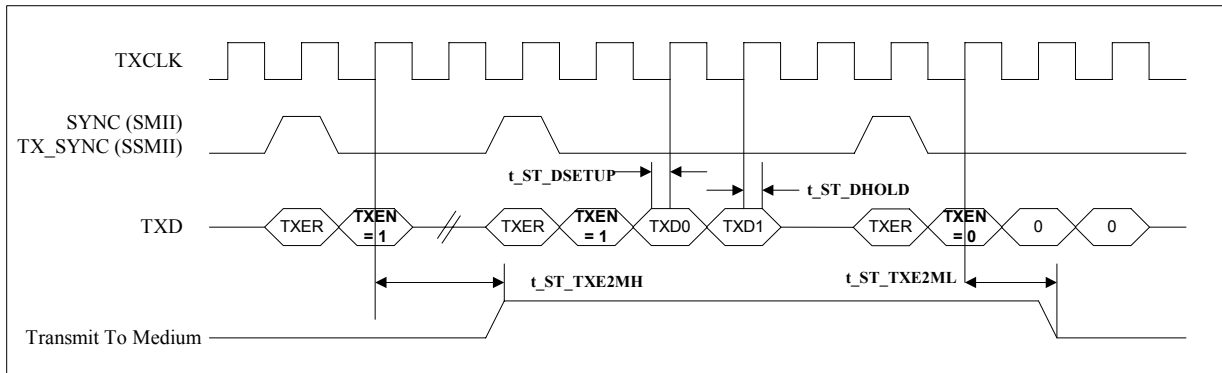 TXCLK
SYNC (SMII)
TX_SYNC (SSMII)
t_ST_DSETUP
t_ST_DHOLD
TXD
TXER
TXEN
= 1
TXER
TXEN
= 1
TXD0
TXD1
TXER
TXEN
= 0
0
0
t_ST_TXE2MH
t_ST_TXE2ML
Transmit To Medium